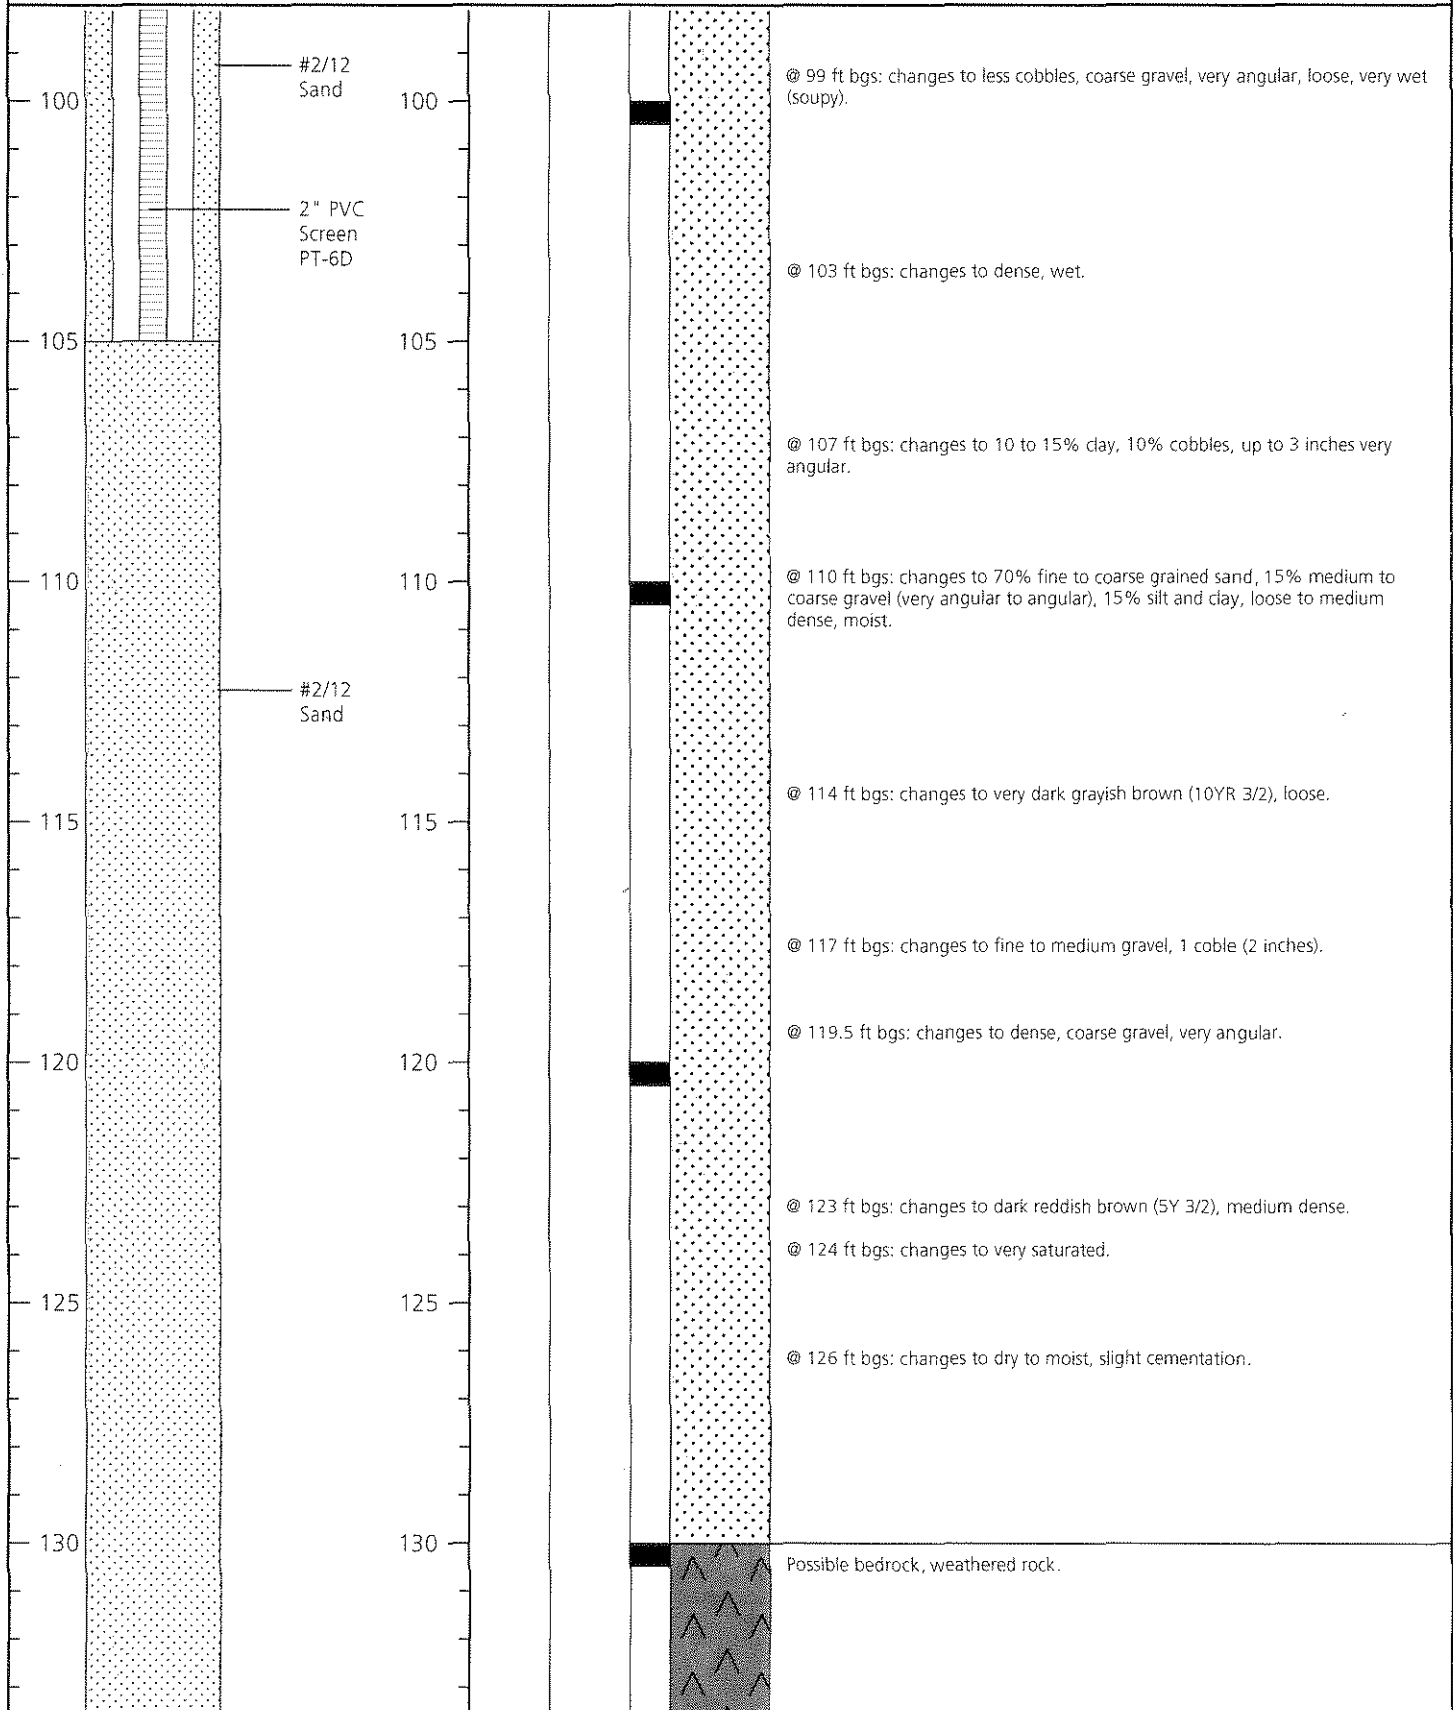 #2/12
Sand
@ 99 ft bgs: changes to less cobbles, coarse gravel, very angular, loose, very wet
(soupy).
100
100
2" PVC
Screen
PT-6D
@ 103 ft bgs: changes to dense, wet.
105
105
@ 107 ft bgs: changes to 10 to 15% clay, 10% cobbles, up to 3 inches very
angular.
110
110
@ 110 ft bgs: changes to 70% fine to coarse grained sand, 15% medium to
coarse gravel (very angular to angular), 15% silt and clay, loose to medium
dense, moist.
#2/12
Sand
@ 114 ft bgs: changes to very dark grayish brown (10YR 3/2), loose.
115
115
@ 117 ft bgs: changes to fine to medium gravel, 1 coble (2 inches).
@ 119.5 ft bgs: changes to dense, coarse gravel, very angular.
120
120
@ 123 ft bgs: changes to dark reddish brown (5Y 3/2), medium dense.
@ 124 ft bgs: changes to very saturated.
125
125
@ 126 ft bgs: changes to dry to moist, slight cementation.
130
130
Possible bedrock, weathered rock.